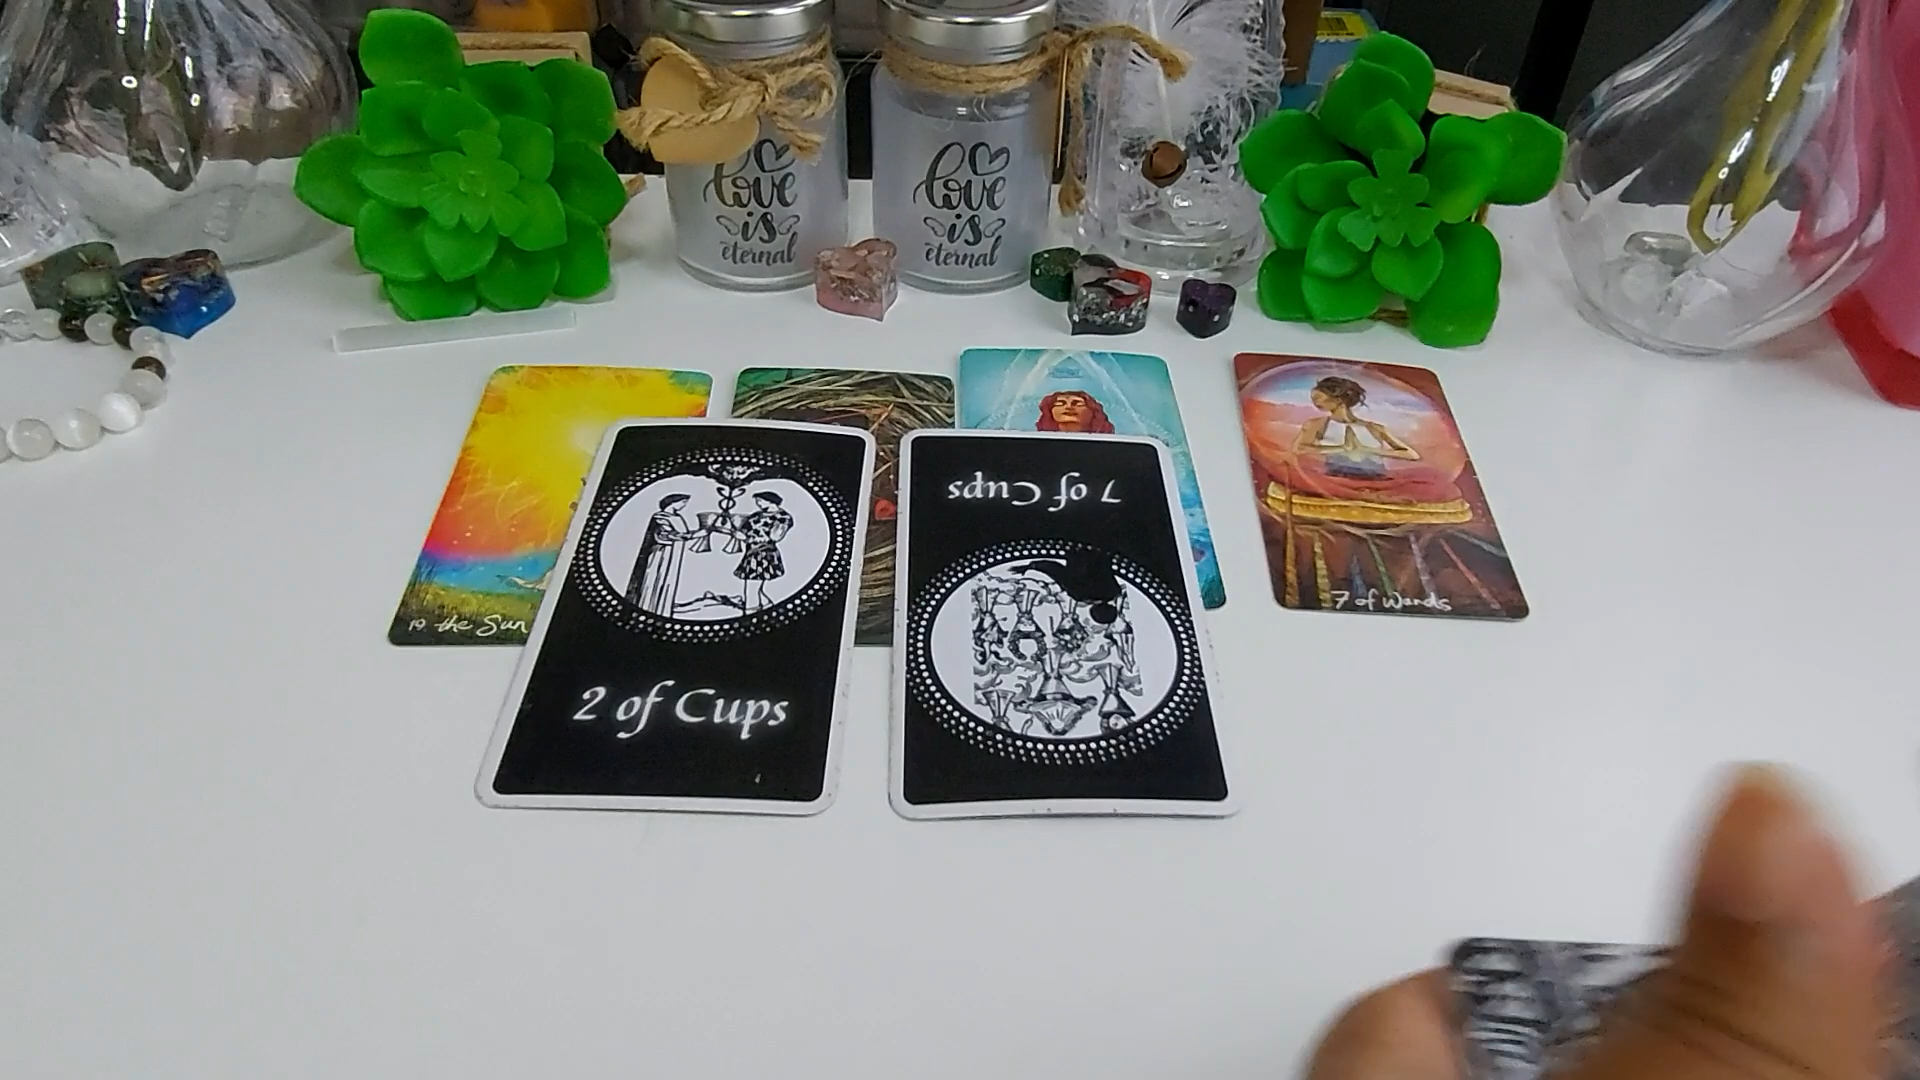 love
is
eternal
love
is
eternal
19 the Sun
7 of Wands
2 of Cups
7 of Cups